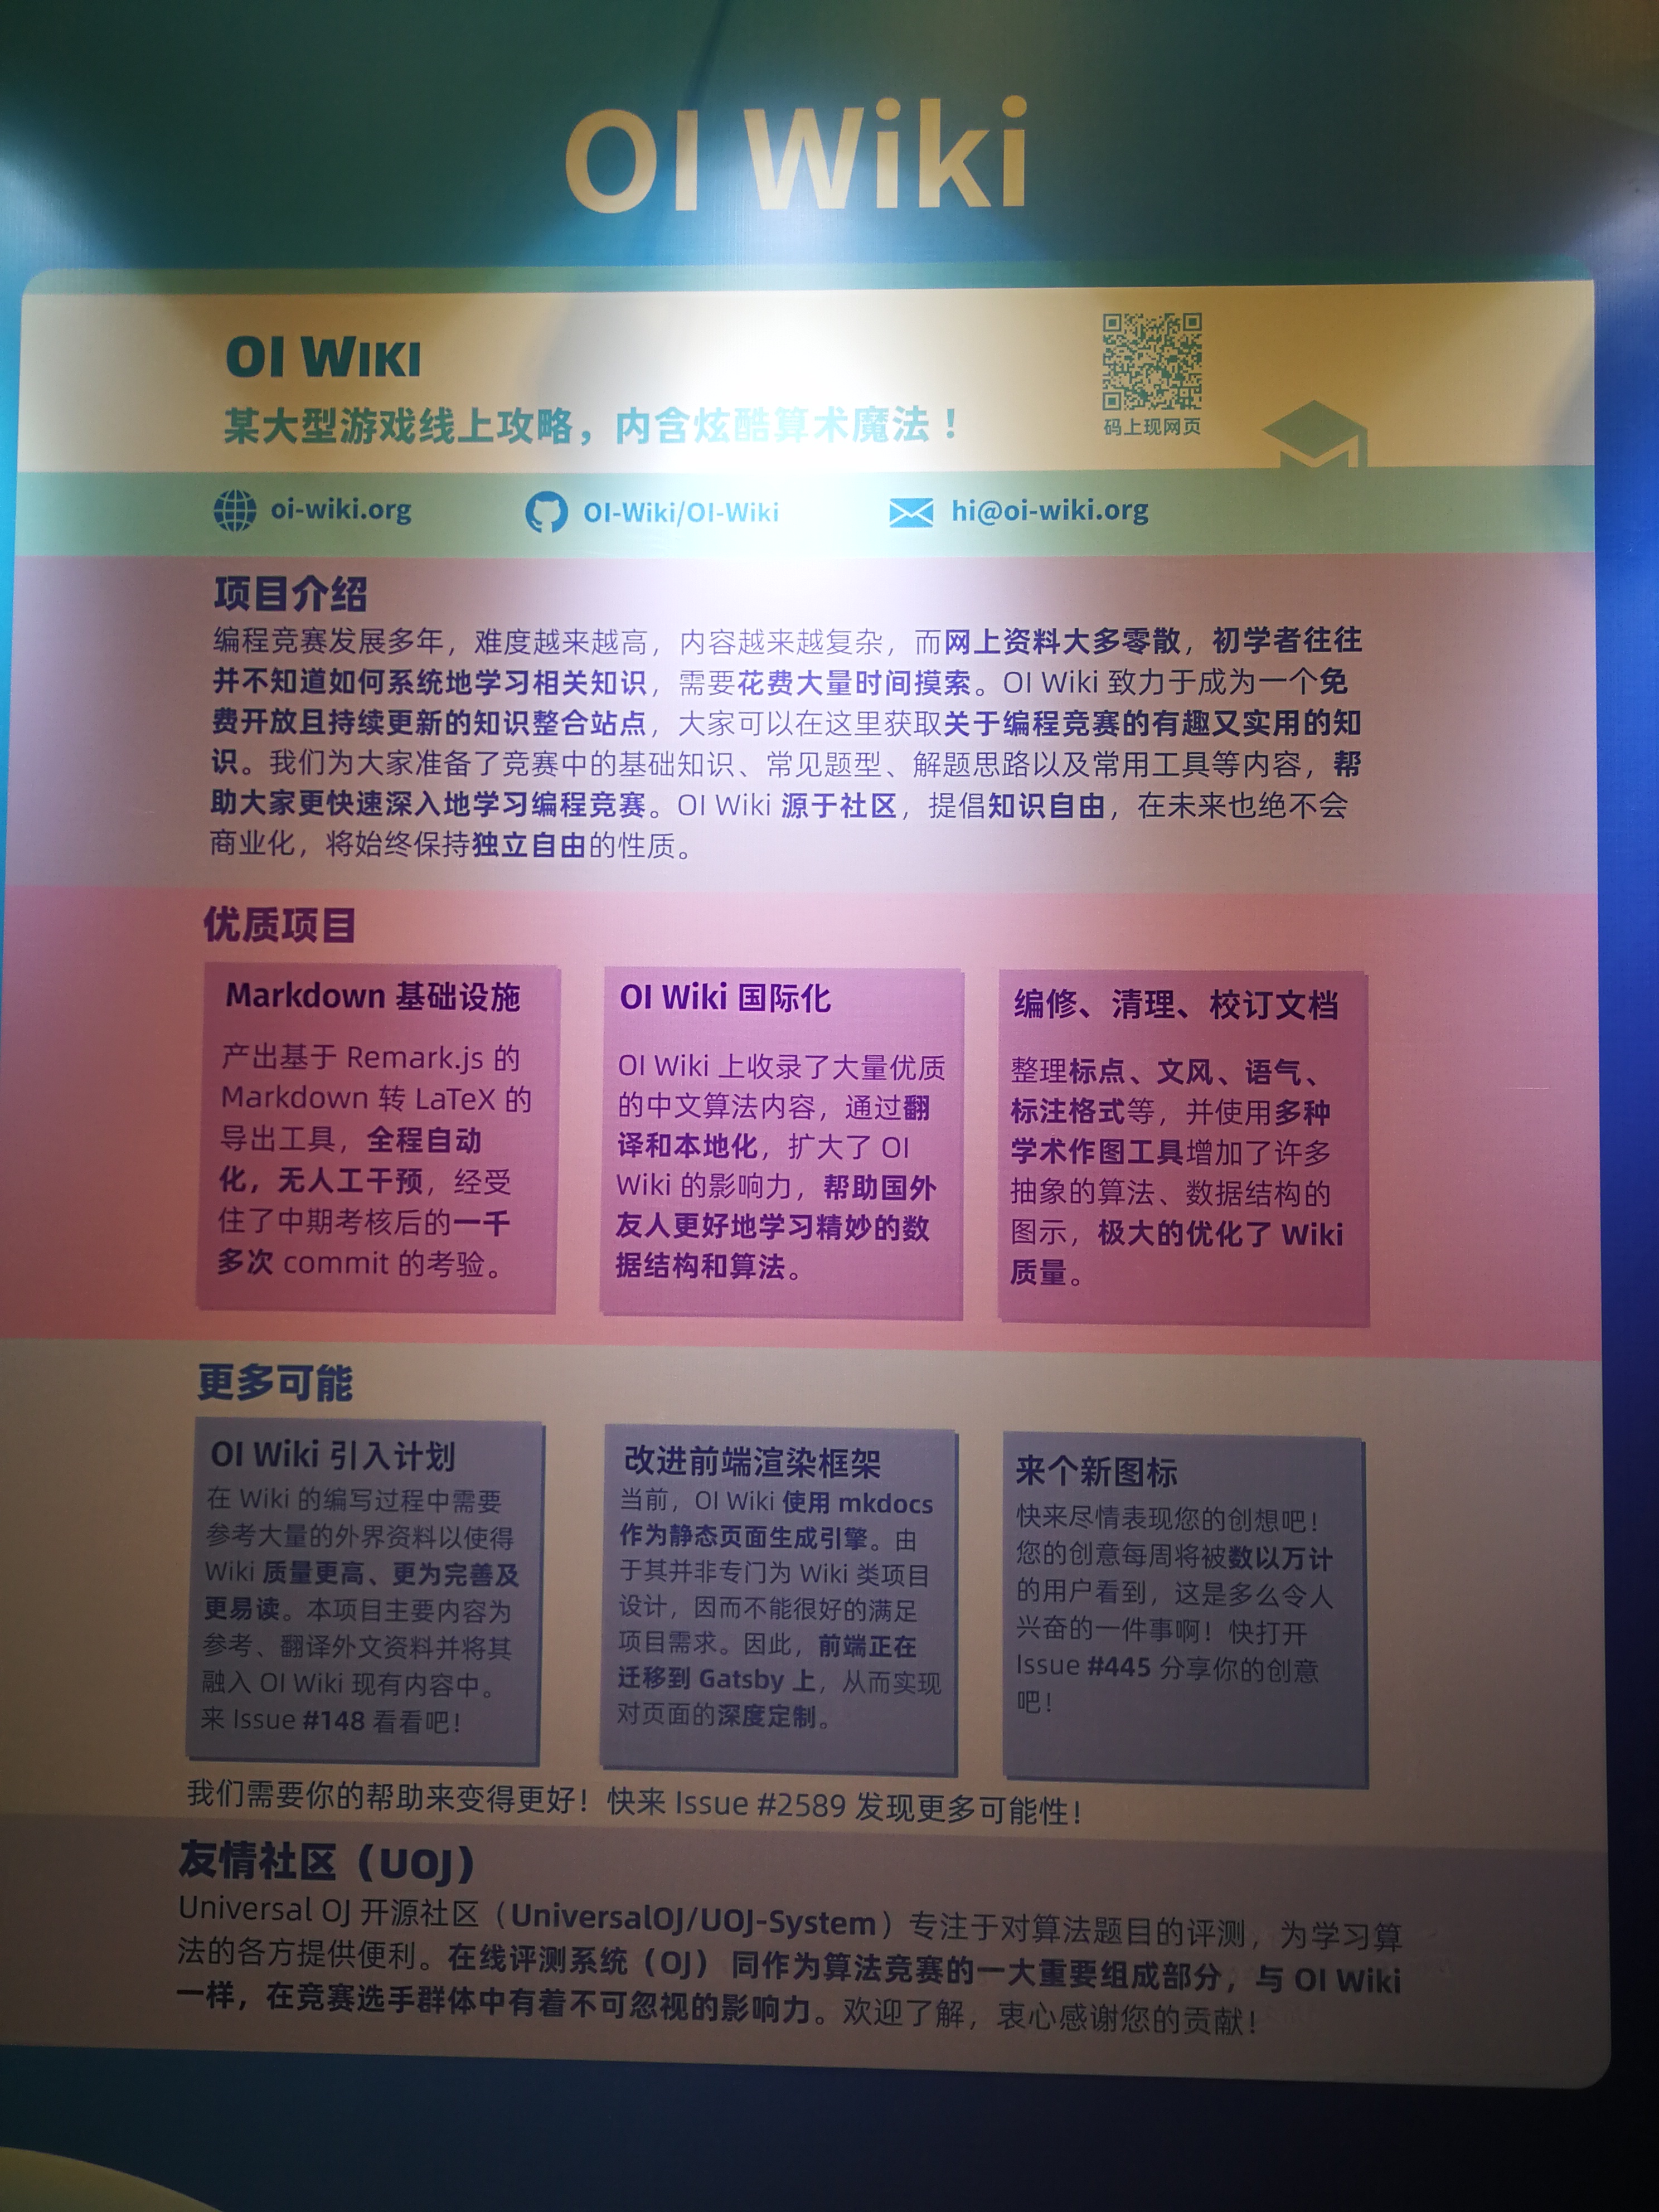 OI Wiki
OI WIKI
某大型游戏线上攻略，内含炫酷算术魔法！
码上现网页
oi-wiki.org
OI-Wiki/OI-Wiki
hi@oi-wiki.org
项目介绍
编程竞赛发展多年，难度越来越高，内容越来越复杂，而网上资料大多零散，初学者往往
并不知道如何系统地学习相关知识，需要花费大量时间摸索。OI Wiki 致力于成为一个免
费开放且持续更新的知识整合站点，大家可以在这里获取关于编程竞赛的有趣又实用的知
识。我们为大家准备了竞赛中的基础知识、常见题型、解题思路以及常用工具等内容，帮
助大家更快速深入地学习编程竞赛。OI Wiki 源于社区，提倡知识自由，在未来也绝不会
商业化，将始终保持独立自由的性质。
优质项目
Markdown 基础设施
产出基于 Remark.js 的
Markdown 转 LaTeX 的
导出工具，全程自动
化，无人工干预，经受
住了中期考核后的一千
多次 commit 的考验。
OI Wiki 国际化
OI Wiki 上收录了大量优质
的中文算法内容，通过翻
译和本地化，扩大了 OI
Wiki 的影响力，帮助国外
友人更好地学习精妙的数
据结构和算法。
编修、清理、校订文档
整理标点、文风、语气、
标注格式等，并使用多种
学术作图工具增加了许多
抽象的算法、数据结构的
图示，极大的优化了 Wiki
质量。
更多可能
OI Wiki 引入计划
在 Wiki 的编写过程中需要
参考大量的外界资料以使得
Wiki 质量更高、更为完善及
更易读。本项目主要内容为
参考、翻译外文资料并将其
融入 OI Wiki 现有内容中。
来 Issue #148 看看吧！
改进前端渲染框架
当前，OI Wiki 使用 mkdocs
作为静态页面生成引擎。由
于其并非专门为 Wiki 类项目
设计，因而不能很好的满足
项目需求。因此，前端正在
迁移到 Gatsby 上，从而实现
对页面的深度定制。
来个新图标
快来尽情表现您的创想吧！
您的创意每周将被数以万计
的用户看到，这是多么令人
兴奋的一件事啊！快打开
Issue #445 分享你的创意
吧！
我们需要你的帮助来变得更好！快来 Issue #2589 发现更多可能性！
友情社区（UOJ）
Universal OJ 开源社区（UniversalOJ/UOJ-System）专注于对算法题目的评测，为学习算
法的各方提供便利。在线评测系统（OJ） 同作为算法竞赛的一大重要组成部分，与 OI Wiki
一样，在竞赛选手群体中有着不可忽视的影响力。欢迎了解，衷心感谢您的贡献！